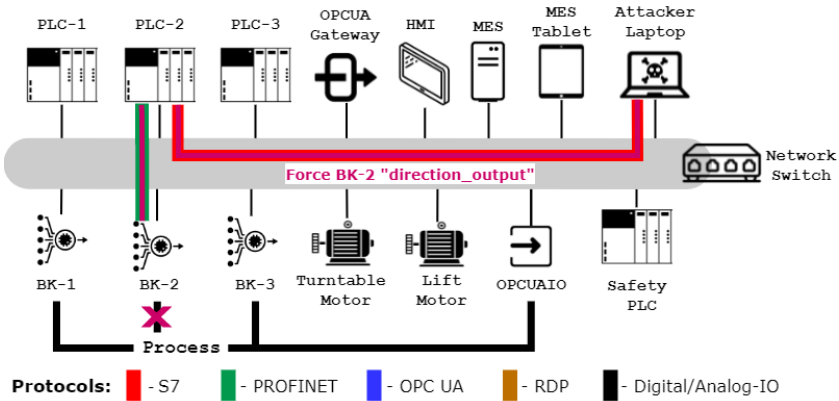 PLC-1 PLC-2 PLC-3 OPCUA Gateway HMI MES MES Tablet Attacker Laptop
Force BK-2 "direction_output"
Network Switch
BK-1 BK-2 BK-3 Turntable Motor Lift Motor OPCUAIO Safety PLC
Process
Protocols: - S7 - PROFINET - OPC UA - RDP - Digital/Analog-IO